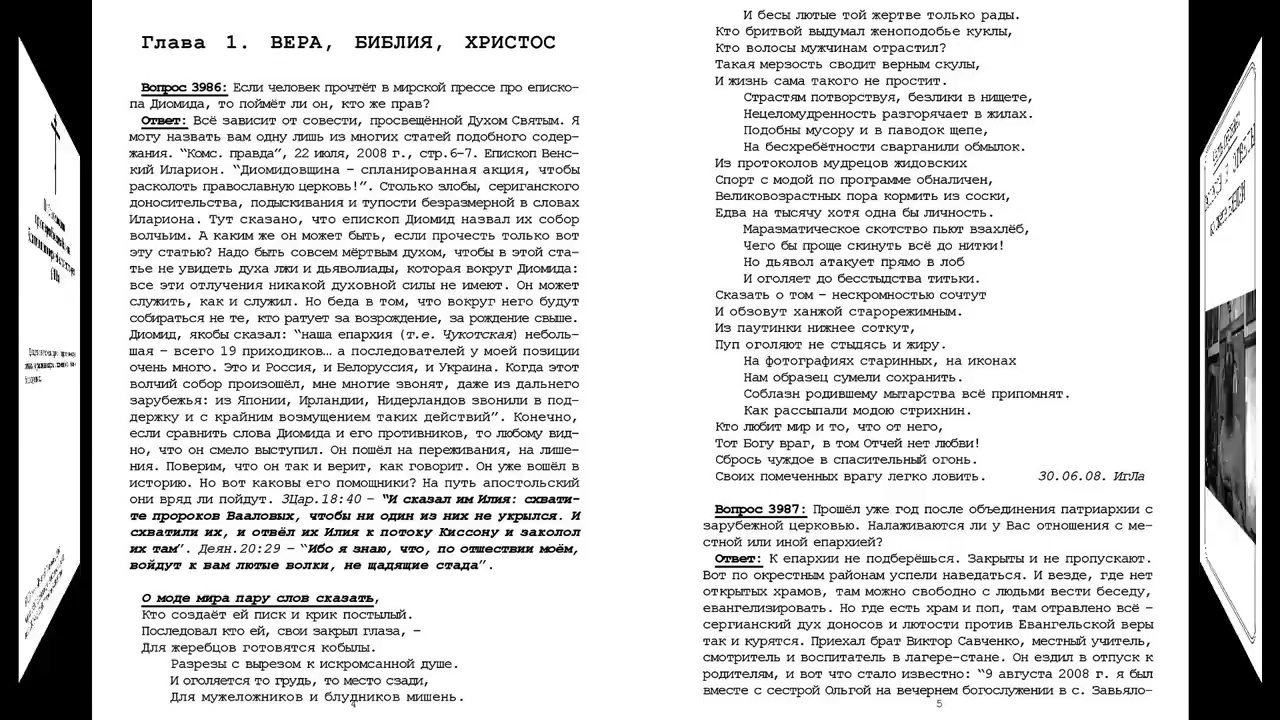 Глава 1. ВЕРА, БИБЛИЯ, ХРИСТОС
Вопрос 3986: Если человек прочтёт в мирской прессе про еписко-
па Диомида, то поймёт ли он, кто же прав?
Ответ: Всё зависит от совести, просвещённой Духом Святым. Я
могу назвать вам одну лишь из многих статей подобного содер-
жания. “Комс. правда”, 22 июля, 2008 г., стр.6-7. Епископ Венс-
кий Иларион. “Диомидовщина – спланированная акция, чтобы
расколоть православную церковь!”. Столько злобы, сериганского
доносительства, подыскивания и тупости безразмерной в словах
Илариона. Тут сказано, что епископ Диомид назвал их собор
волчьим. А каким же он может быть, если прочесть только вот
эту статью? Надо быть совсем мёртвым духом, чтобы в этой ста-
тье не увидеть духа лжи и дьяволиады, которая вокруг Диомида:
все эти отлучения никакой духовной силы не имеют. Он может
служить, как и служил. Но беда в том, что вокруг него будут
собираться не те, кто ратует за возрождение, за рождение свыше.
Диомид, якобы сказал: “наша епархия (т.е. Чукотская) неболь-
шая – всего 19 приходиков… а последователей у моей позиции
очень много. Это и Россия, и Белоруссия, и Украина. Когда этот
волчий собор произошёл, мне многие звонят, даже из дальнего
зарубежья: из Японии, Ирландии, Нидерландов звонили в под-
держку и с крайним возмущением таких действий”. Конечно,
если сравнить слова Диомида и его противников, то любому вид-
но, что он смело выступил. Он пошёл на переживания, на лише-
ния. Поверим, что он так и верит, как говорит. Он уже вошёл в
историю. Но вот каковы его помощники? На путь апостольский
они вряд ли пойдут. 3Цар.18:40 – “И сказал им Илия: схвати-
те пророков Вааловых, чтобы ни один из них не укрылся. И
схватили их, и отвёл их Илия к потоку Киссону и заколол
их там”. Деян.20:29 – “Ибо я знаю, что, по отшествии моём,
войдут к вам лютые волки, не щадящие стада”.
О моде мира пару слов сказать,
Кто создаёт ей писк и крик постылый.
Последовал кто ей, свои закрыл глаза, –
Для жеребцов готовятся кобылы.
Разрезы с вырезом к искромсанной душе.
И оголяется то грудь, то место сзади,
Для мужеложников и блудников мишень.
4
И бесы лютые той жертве только рады.
Кто бритвой выдумал женоподобье куклы,
Кто волосы мужчинам отрастил?
Такая мерзость сводит верным скулы,
И жизнь сама такого не простит.
Страстям потворствуя, безлики в нищете,
Нецеломудренность разгорячает в жилах.
Подобны мусору и в паводок щепе,
На бесхребётности сварганили обмылок.
Из протоколов мудрецов жидовских
Спорт с модой по программе обналичен,
Великовозрастных пора кормить из соски,
Едва на тысячу хотя одна бы личность.
Маразматическое скотство пьют взахлёб,
Чего бы проще скинуть всё до нитки!
Но дьявол атакует прямо в лоб
И оголяет до бесстыдства титьки.
Сказать о том – нескромностью сочтут
И обзовут ханжой старорежимным.
Из паутинки нижнее соткут,
Пуп оголяют не стыдясь и жиру.
На фотографиях старинных, на иконах
Нам образец сумели сохранить.
Соблазн родившему мытарства всё припомнят.
Как рассыпали модою стрихнин.
Кто любит мир и то, что от него,
Тот Богу враг, в том Отчей нет любви!
Сбрось чуждое в спасительный огонь.
Своих помеченных врагу легко ловить. 30.06.08. ИгЛа
Вопрос 3987: Прошёл уже год после объединения патриархии с
зарубежной церковью. Налаживаются ли у Вас отношения с ме-
стной или иной епархией?
Ответ: К епархии не подберёшься. Закрыты и не пропускают.
Вот по окрестным районам успели наведаться. И везде, где нет
открытых храмов, там можно свободно с людьми вести беседу,
евангелизировать. Но где есть храм и поп, там отравлено всё –
сергианский дух доносов и лютости против Евангельской веры
так и курятся. Приехал брат Виктор Савченко, местный учитель,
смотритель и воспитатель в лагере-стане. Он ездил в отпуск к
родителям, и вот что стало известно: “9 августа 2008 г. я был
вместе с сестрой Ольгой на вечернем богослужении в с. Завьяло-
5